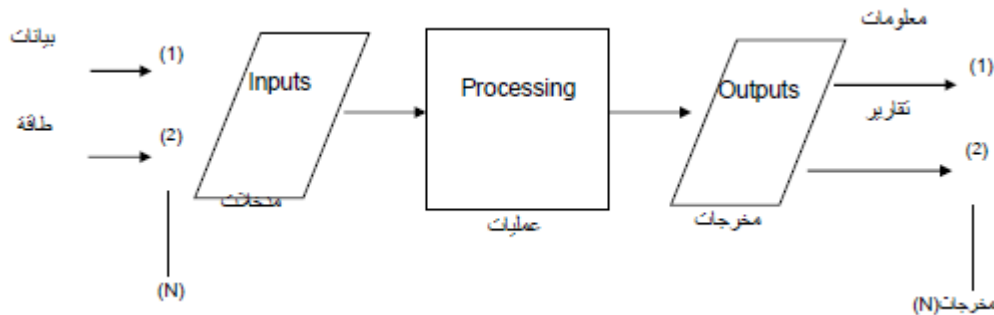 بيانات
(1)
طاقة
(2)
(N)
Inputs
مدخلات
Processing
عمليات
Outputs
مخرجات
معلومات
(1)
تقارير
(2)
مخرجات(N)